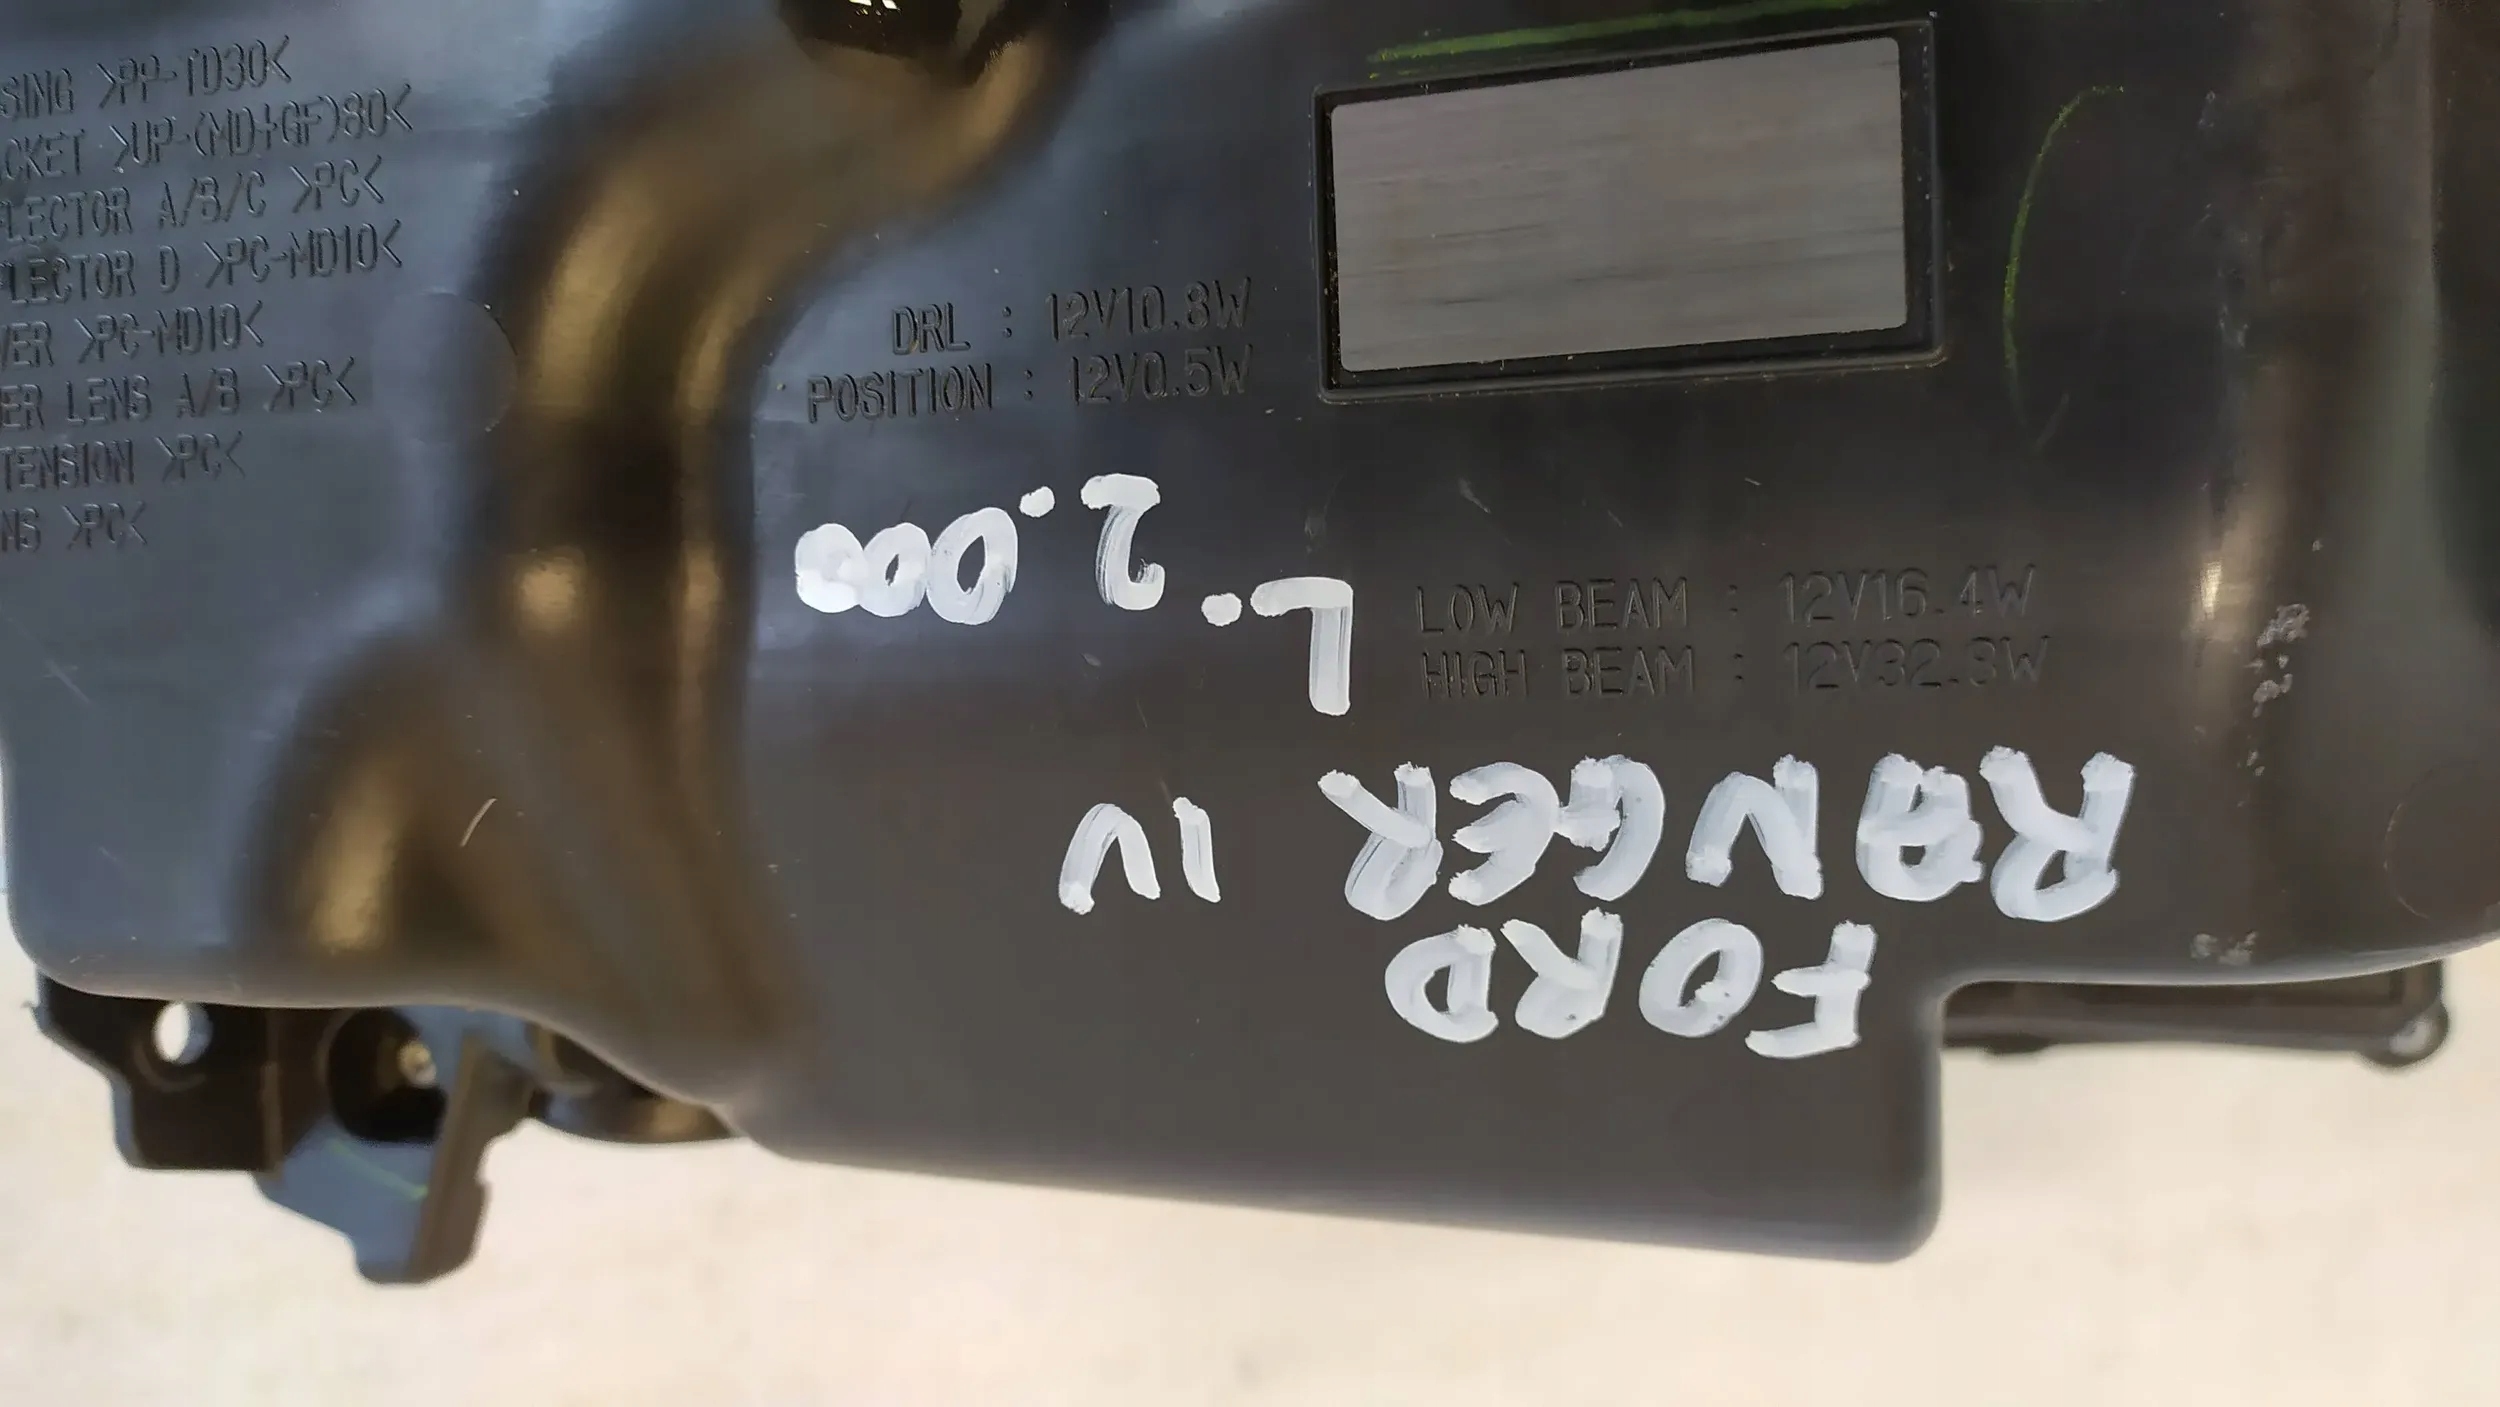 SING >PP-TD30<
CKET >UP-(MD+GF)80<
LECTOR A/B/C >PC<
LECTOR D >PC-MD10<
VER >PC-MD10<
ER LENS A/B >PC<
TENSION >PC<
NS >PC<
DRL : 12V10.8W
POSITION : 12V0.5W
LOW BEAM : 12V16.4W
HIGH BEAM : 12V32.3W
FORD
RANGER IV
L. 2.000